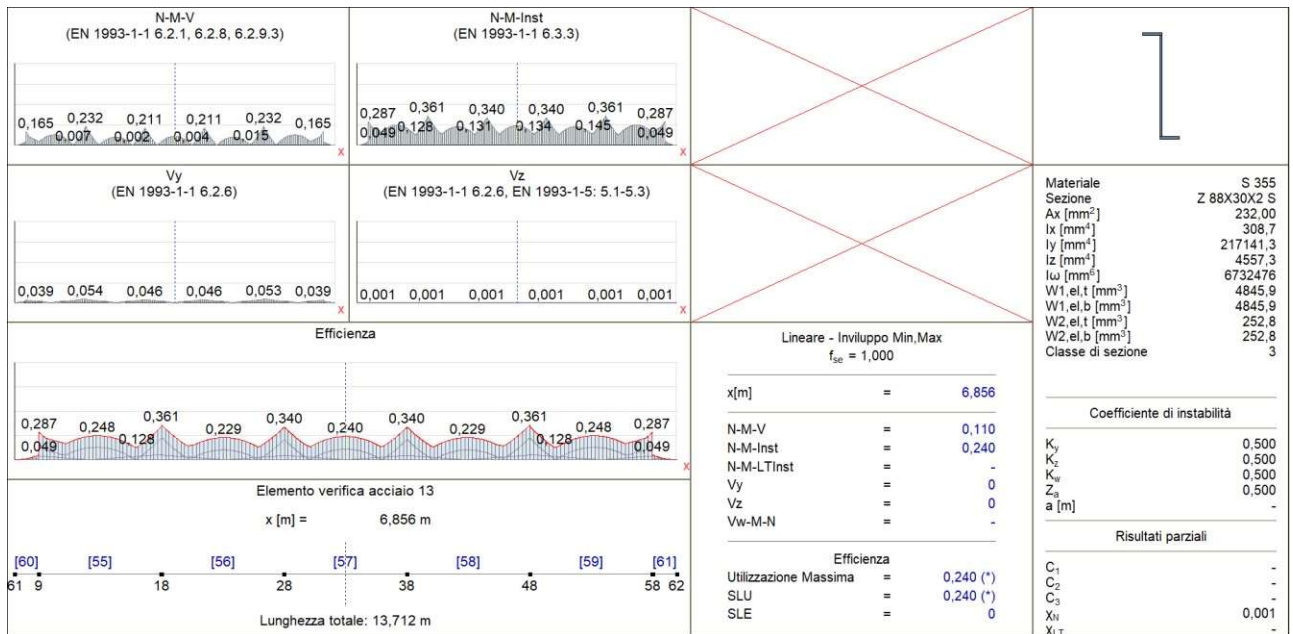 N-M-V
(EN 1993-1-1 6.2.1, 6.2.8, 6.2.9.3)
0,165 0,232 0,211 0,211 0,232 0,165
0,007 0,002 0,004 0,015
x
N-M-Inst
(EN 1993-1-1 6.3.3)
0,287 0,361 0,340 0,340 0,361 0,287
0,049 0,128 0,131 0,134 0,145 0,049
x
Vy
(EN 1993-1-1 6.2.6)
0,039 0,054 0,046 0,046 0,053 0,039
x
Vz
(EN 1993-1-1 6.2.6, EN 1993-1-5: 5.1-5.3)
0,001 0,001 0,001 0,001 0,001 0,001
x
Efficienza
0,287 0,248 0,361 0,229 0,340 0,240 0,340 0,229 0,361 0,248 0,287
0,049 0,128 0,128 0,049
x
Elemento verifica acciaio 13
x [m] = 6,856 m
[60] [55] [56] [57] [58] [59] [61]
61 9 18 28 38 48 58 62
Lunghezza totale: 13,712 m
Lineare - Inviluppo Min,Max
fse = 1,000
x[m] = 6,856
N-M-V = 0,110
N-M-Inst = 0,240
N-M-LTInst = -
Vy = 0
Vz = 0
Vw-M-N = -
Efficienza
Utilizzazione Massima = 0,240 (*)
SLU = 0,240 (*)
SLE = 0
Materiale S 355
Sezione Z 88X30X2 S
Ax [mm²] 232,00
Ix [mm⁴] 308,7
Iy [mm⁴] 217141,3
Iz [mm⁴] 4557,3
Iω [mm⁶] 6732476
W1,el,t [mm³] 4845,9
W1,el,b [mm³] 4845,9
W2,el,t [mm³] 252,8
W2,el,b [mm³] 252,8
Classe di sezione 3
Coefficiente di instabilità
Ky 0,500
Kz 0,500
Kw 0,500
Za 0,500
a [m] -
Risultati parziali
C1 -
C2 -
C3 -
χN 0,001
χLT -